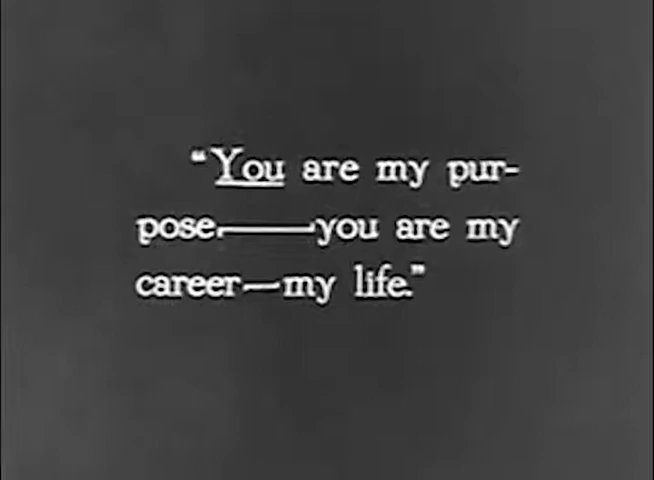 “You are my pur-
pose.——you are my
career—my life.”